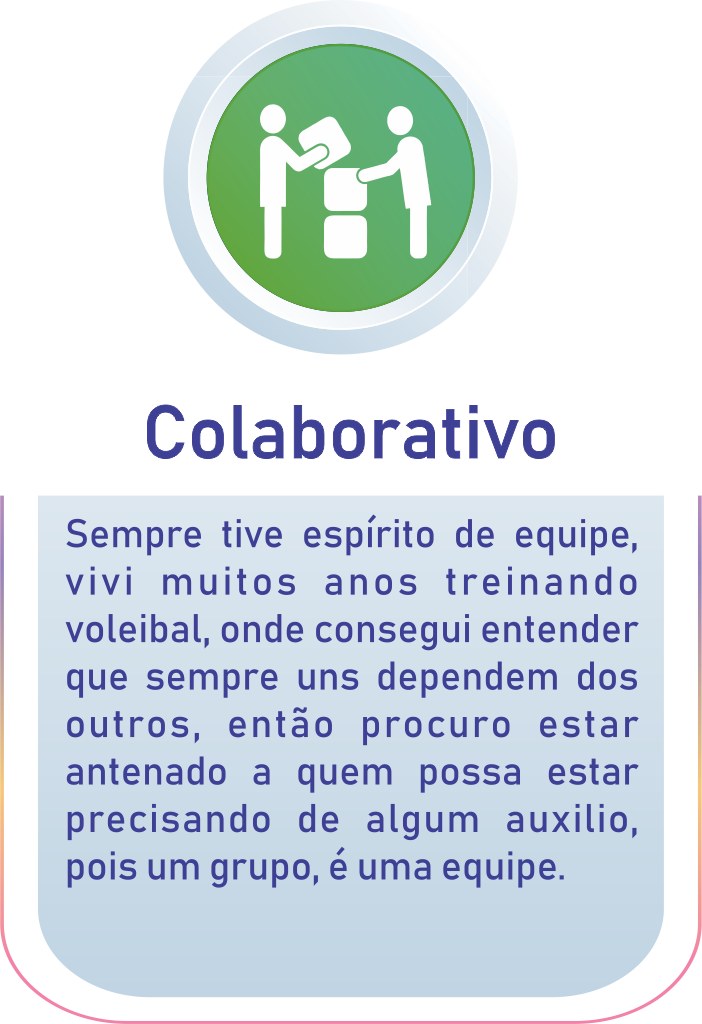 Colaborativo
Sempre tive espírito de equipe,
vivi muitos anos treinando
voleibal, onde consegui entender
que sempre uns dependem dos
outros, então procuro estar
antenado a quem possa estar
precisando de algum auxilio,
pois um grupo, é uma equipe.